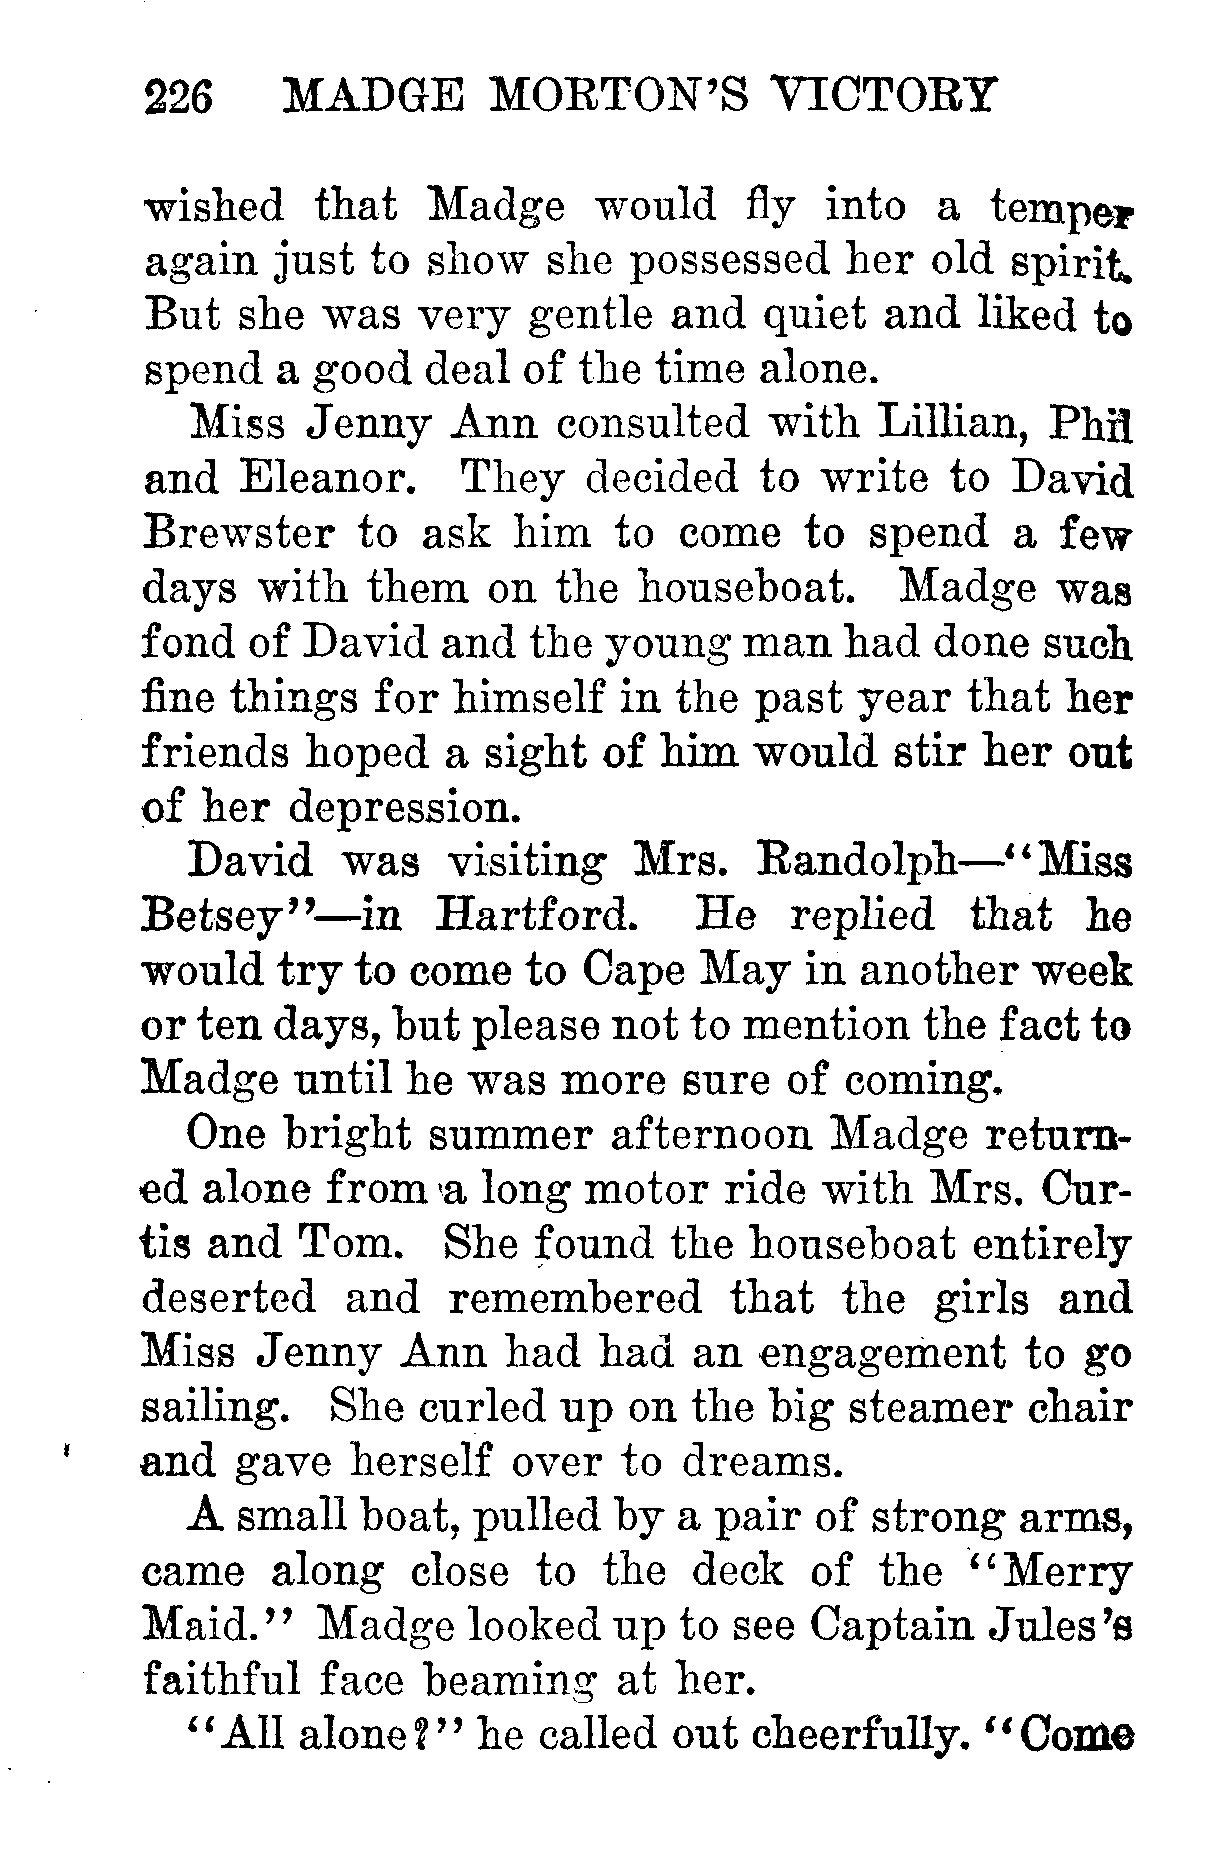 226 MADGE MORTON'S VICTORY
wished that Madge would fly into a temper
again just to show she possessed her old spirit.
But she was very gentle and quiet and liked to
spend a good deal of the time alone.
Miss Jenny Ann consulted with Lillian, Phil
and Eleanor. They decided to write to David
Brewster to ask him to come to spend a few
days with them on the houseboat. Madge was
fond of David and the young man had done such
fine things for himself in the past year that her
friends hoped a sight of him would stir her out
of her depression.
David was visiting Mrs. Randolph—"Miss
Betsey"—in Hartford. He replied that he
would try to come to Cape May in another week
or ten days, but please not to mention the fact to
Madge until he was more sure of coming.
One bright summer afternoon Madge return-
ed alone from a long motor ride with Mrs. Cur-
tis and Tom. She found the houseboat entirely
deserted and remembered that the girls and
Miss Jenny Ann had had an engagement to go
sailing. She curled up on the big steamer chair
and gave herself over to dreams.
A small boat, pulled by a pair of strong arms,
came along close to the deck of the "Merry
Maid." Madge looked up to see Captain Jules's
faithful face beaming at her.
"All alone?" he called out cheerfully. "Come